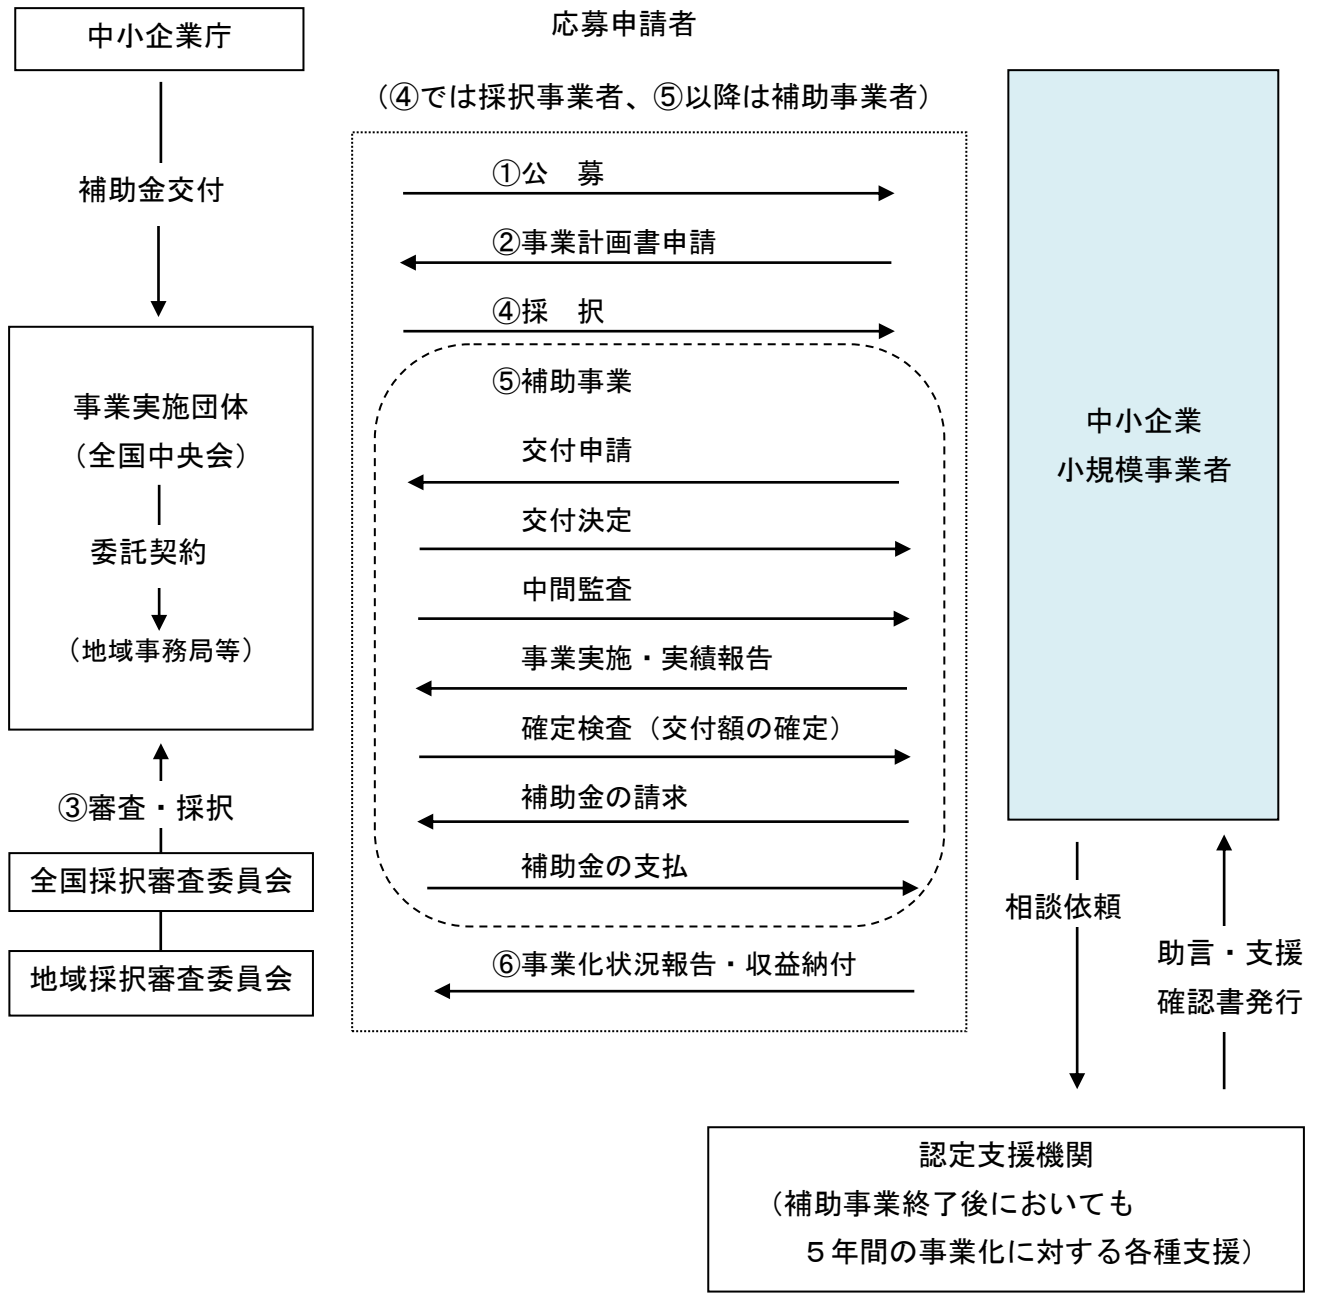 中小企業庁
補助金交付
事業実施団体
（全国中央会）
委託契約
（地域事務局等）
③審査・採択
全国採択審査委員会
地域採択審査委員会
応募申請者
（④では採択事業者、⑤以降は補助事業者）
①公　募
②事業計画書申請
④採　択
⑤補助事業
交付申請
交付決定
中間監査
事業実施・実績報告
確定検査（交付額の確定）
補助金の請求
補助金の支払
⑥事業化状況報告・収益納付
中小企業
小規模事業者
相談依頼
助言・支援
確認書発行
認定支援機関
（補助事業終了後においても
５年間の事業化に対する各種支援）